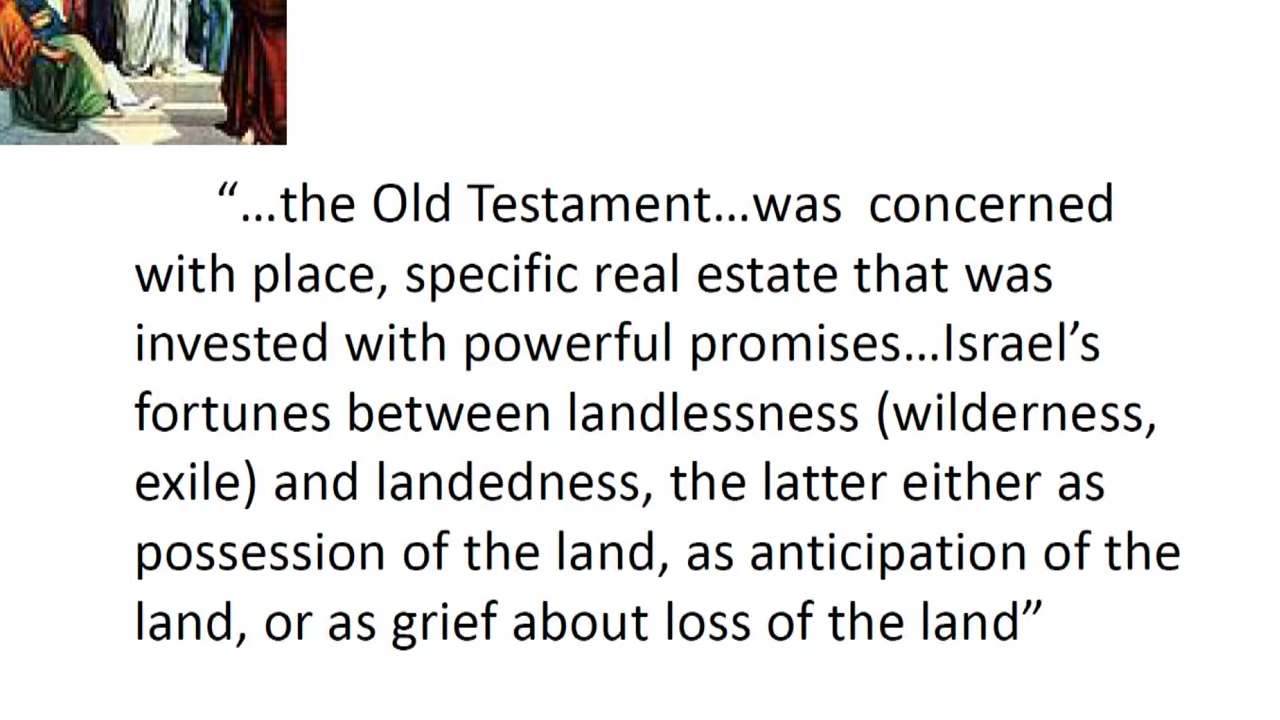 “...the Old Testament...was  concerned
with place, specific real estate that was
invested with powerful promises...Israel’s
fortunes between landlessness (wilderness,
exile) and landedness, the latter either as
possession of the land, as anticipation of the
land, or as grief about loss of the land”